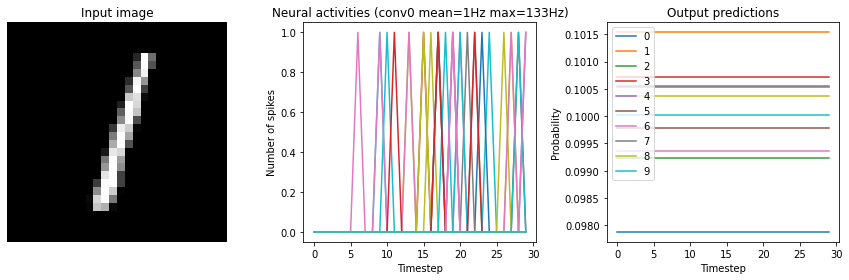 Input image
Neural activities (conv0 mean=1Hz max=133Hz)
Output predictions
Number of spikes
1.0
0.8
0.6
0.4
0.2
0.0
0 5 10 15 20 25 30
Timestep
Probability
0.1015
0.1010
0.1005
0.1000
0.0995
0.0990
0.0985
0.0980
0
1
2
3
4
5
6
7
8
9
0 5 10 15 20 25 30
Timestep